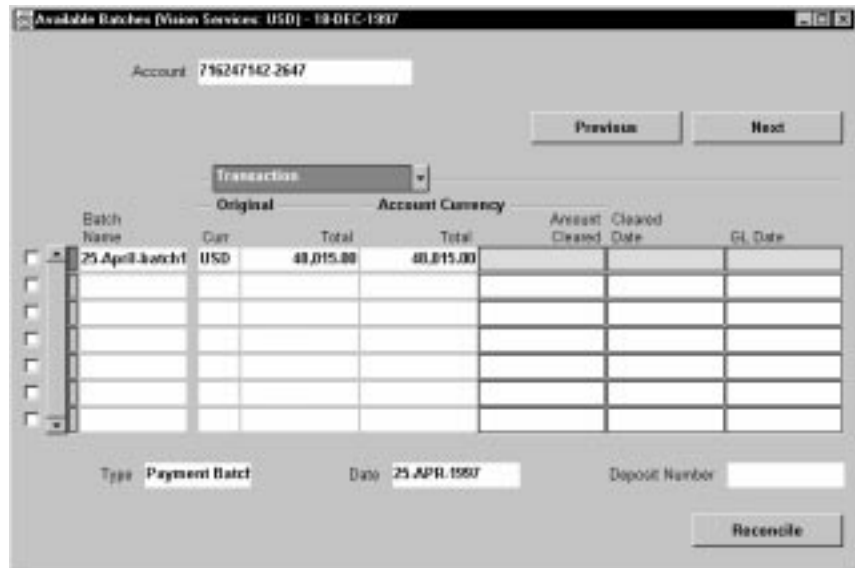 Available Batches (Vision Services: USD) - 18-DEC-1997
Account 716247142-2647
Previous Next
Transaction
Original Account Currency
Batch Name Curr Total Total Amount Cleared Cleared Date GL Date
25-April-batch1 USD 40,015.00 40,015.00
Type Payment Batch Date 25-APR-1997 Deposit Number
Reconcile